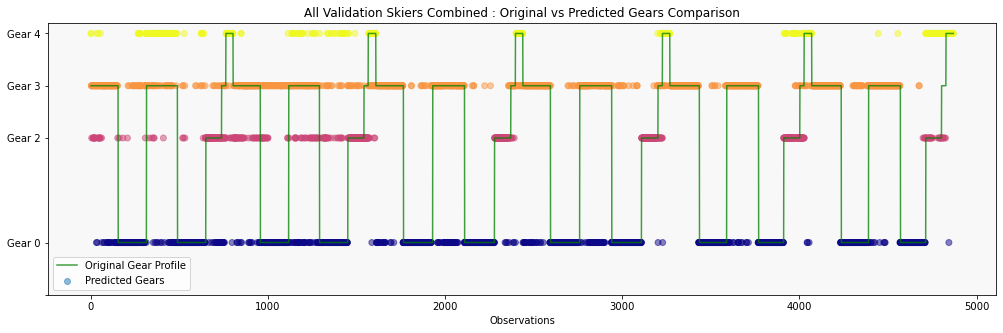 All Validation Skiers Combined : Original vs Predicted Gears Comparison
Gear 4
Gear 3
Gear 2
Gear 0
Original Gear Profile
Predicted Gears
0 1000 2000 3000 4000 5000
Observations